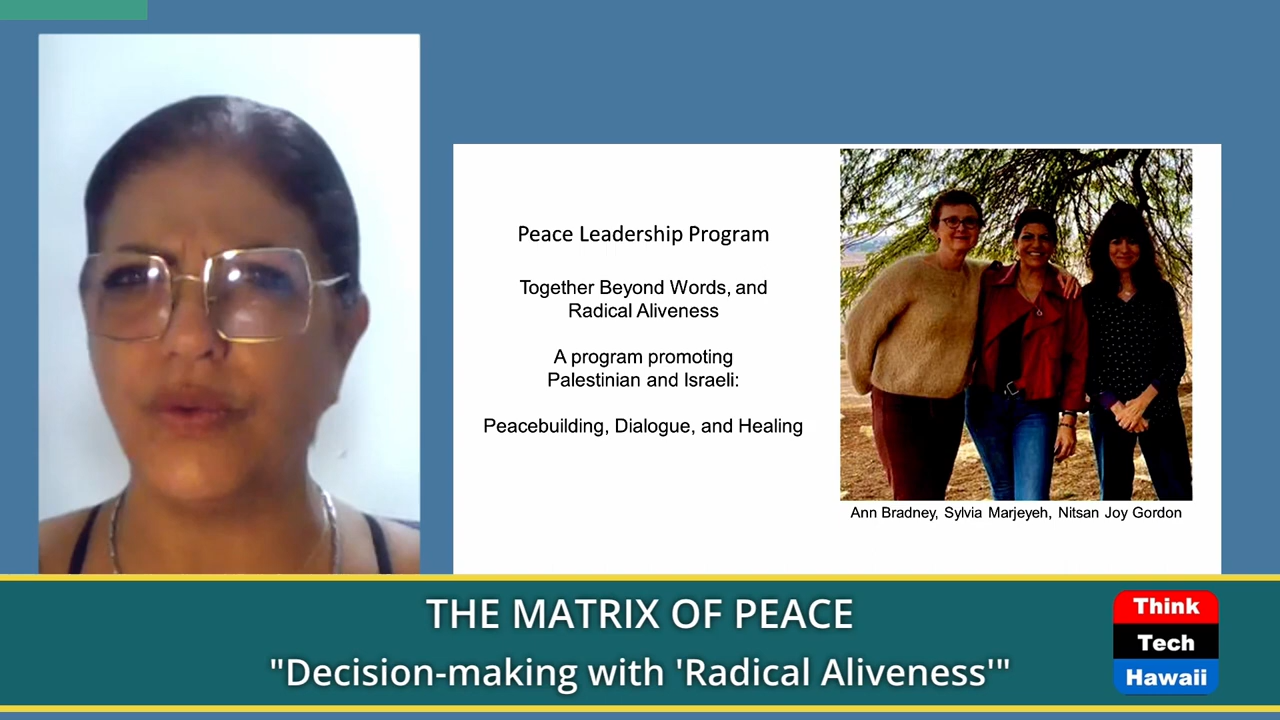 Peace Leadership Program
Together Beyond Words, and
Radical Aliveness
A program promoting
Palestinian and Israeli:
Peacebuilding, Dialogue, and Healing
Ann Bradney, Sylvia Marjeyeh, Nitsan Joy Gordon
THE MATRIX OF PEACE
"Decision-making with 'Radical Aliveness'"
Think
Tech
Hawaii